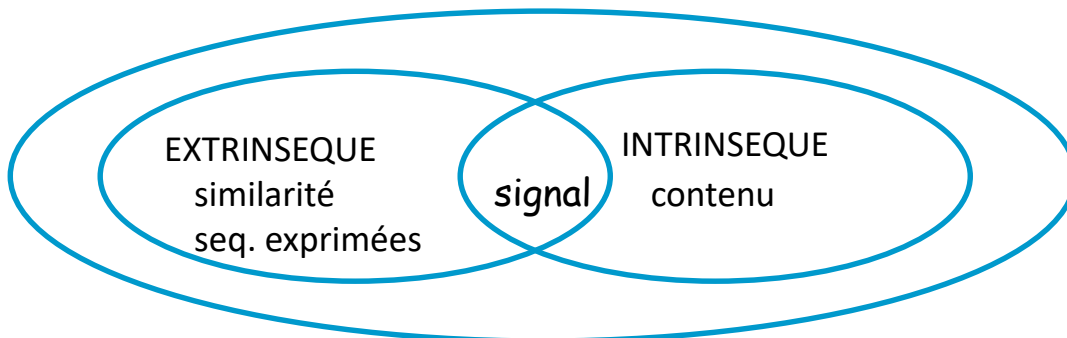 EXTRINSEQUE
similarité
seq. exprimées
signal
INTRINSEQUE
contenu